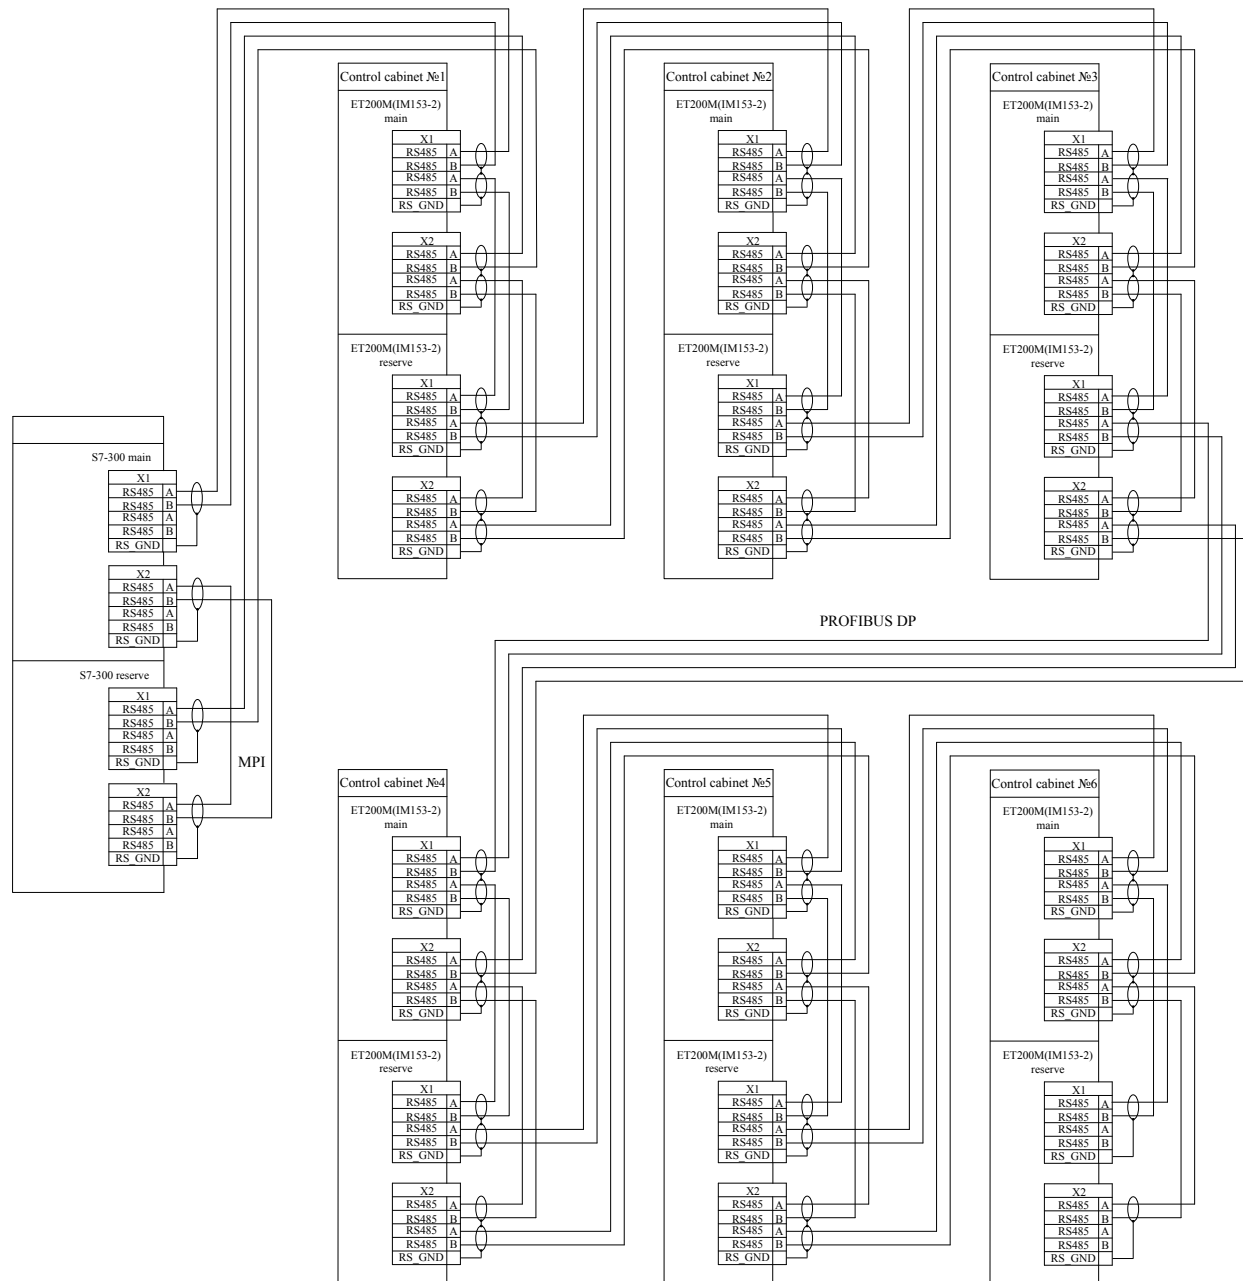 Control cabinet №1
ET200M(IM153-2)
main
X1
RS485 A
RS485 B
RS485 A
RS485 B
RS_GND
X2
RS485 A
RS485 B
RS485 A
RS485 B
RS_GND
ET200M(IM153-2)
reserve
X1
RS485 A
RS485 B
RS485 A
RS485 B
RS_GND
X2
RS485 A
RS485 B
RS485 A
RS485 B
RS_GND
Control cabinet №2
ET200M(IM153-2)
main
X1
RS485 A
RS485 B
RS485 A
RS485 B
RS_GND
X2
RS485 A
RS485 B
RS485 A
RS485 B
RS_GND
ET200M(IM153-2)
reserve
X1
RS485 A
RS485 B
RS485 A
RS485 B
RS_GND
X2
RS485 A
RS485 B
RS485 A
RS485 B
RS_GND
Control cabinet №3
ET200M(IM153-2)
main
X1
RS485 A
RS485 B
RS485 A
RS485 B
RS_GND
X2
RS485 A
RS485 B
RS485 A
RS485 B
RS_GND
ET200M(IM153-2)
reserve
X1
RS485 A
RS485 B
RS485 A
RS485 B
RS_GND
X2
RS485 A
RS485 B
RS485 A
RS485 B
RS_GND
S7-300 main
X1
RS485 A
RS485 B
RS485 A
RS485 B
RS_GND
X2
RS485 A
RS485 B
RS485 A
RS485 B
RS_GND
S7-300 reserve
X1
RS485 A
RS485 B
RS485 A
RS485 B
RS_GND
X2
RS485 A
RS485 B
RS485 A
RS485 B
RS_GND
MPI
PROFIBUS DP
Control cabinet №4
ET200M(IM153-2)
main
X1
RS485 A
RS485 B
RS485 A
RS485 B
RS_GND
X2
RS485 A
RS485 B
RS485 A
RS485 B
RS_GND
ET200M(IM153-2)
reserve
X1
RS485 A
RS485 B
RS485 A
RS485 B
RS_GND
X2
RS485 A
RS485 B
RS485 A
RS485 B
RS_GND
Control cabinet №5
ET200M(IM153-2)
main
X1
RS485 A
RS485 B
RS485 A
RS485 B
RS_GND
X2
RS485 A
RS485 B
RS485 A
RS485 B
RS_GND
ET200M(IM153-2)
reserve
X1
RS485 A
RS485 B
RS485 A
RS485 B
RS_GND
X2
RS485 A
RS485 B
RS485 A
RS485 B
RS_GND
Control cabinet №6
ET200M(IM153-2)
main
X1
RS485 A
RS485 B
RS485 A
RS485 B
RS_GND
X2
RS485 A
RS485 B
RS485 A
RS485 B
RS_GND
ET200M(IM153-2)
reserve
X1
RS485 A
RS485 B
RS485 A
RS485 B
RS_GND
X2
RS485 A
RS485 B
RS485 A
RS485 B
RS_GND